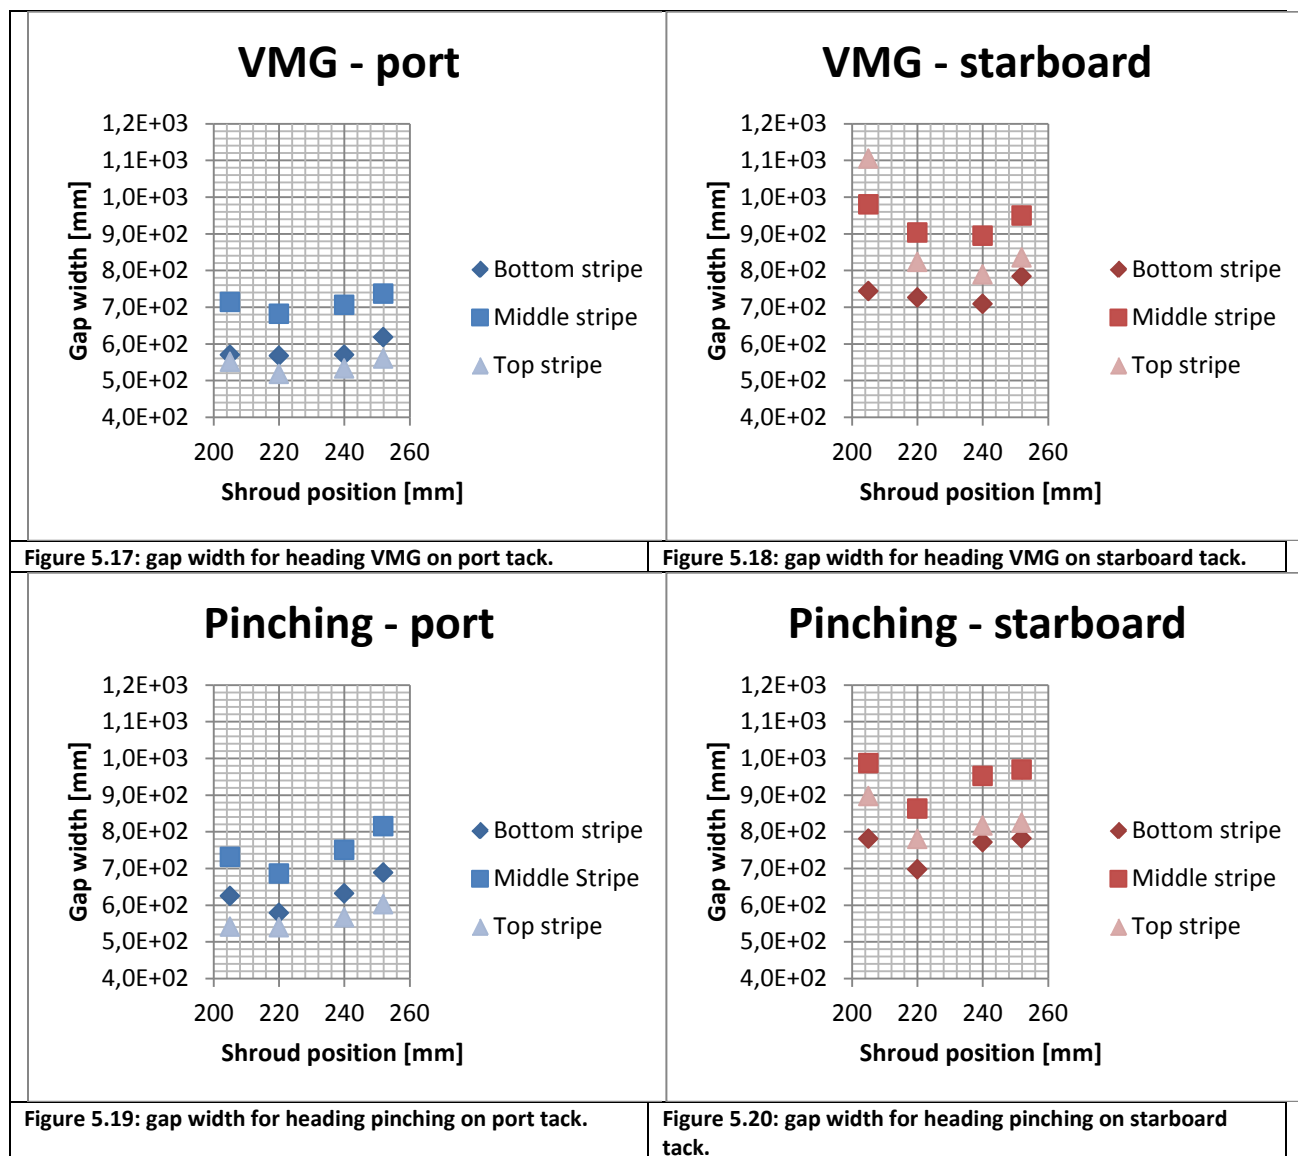 VMG - port
1,2E+03
1,1E+03
1,0E+03
9,0E+02
8,0E+02
7,0E+02
6,0E+02
5,0E+02
4,0E+02
Gap width [mm]
200 220 240 260
Shroud position [mm]
Bottom stripe
Middle stripe
Top stripe
VMG - starboard
1,2E+03
1,1E+03
1,0E+03
9,0E+02
8,0E+02
7,0E+02
6,0E+02
5,0E+02
4,0E+02
Gap width [mm]
200 220 240 260
Shroud position [mm]
Bottom stripe
Middle stripe
Top stripe
Figure 5.17: gap width for heading VMG on port tack.
Figure 5.18: gap width for heading VMG on starboard tack.
Pinching - port
1,2E+03
1,1E+03
1,0E+03
9,0E+02
8,0E+02
7,0E+02
6,0E+02
5,0E+02
4,0E+02
Gap width [mm]
200 220 240 260
Shroud position [mm]
Bottom stripe
Middle Stripe
Top stripe
Pinching - starboard
1,2E+03
1,1E+03
1,0E+03
9,0E+02
8,0E+02
7,0E+02
6,0E+02
5,0E+02
4,0E+02
Gap width [mm]
200 220 240 260
Shroud position [mm]
Bottom stripe
Middle stripe
Top stripe
Figure 5.19: gap width for heading pinching on port tack.
Figure 5.20: gap width for heading pinching on starboard
tack.